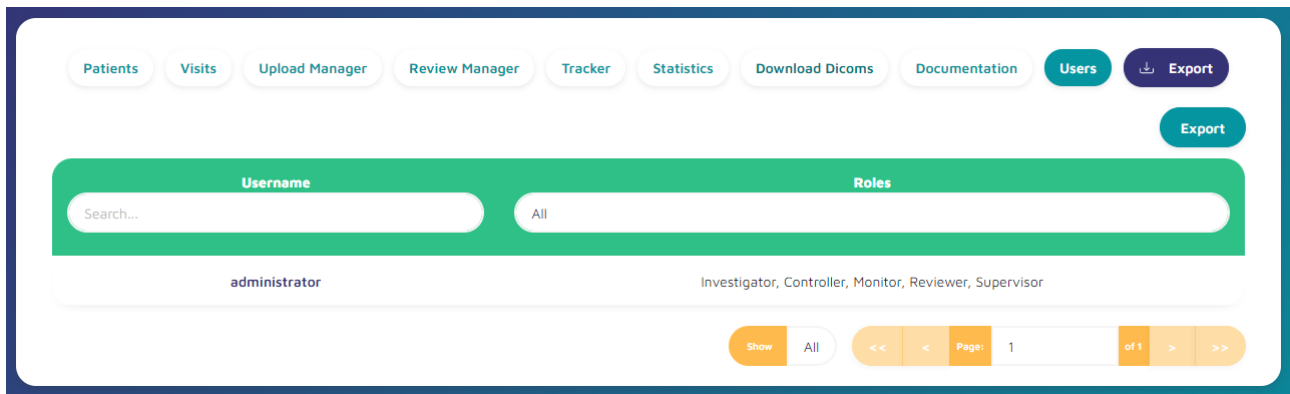 Patients Visits Upload Manager Review Manager Tracker Statistics Download Dicoms Documentation Users Export
Export
Username Roles
Search... All
administrator Investigator, Controller, Monitor, Reviewer, Supervisor
Show All << < Page: 1 of 1 > >>